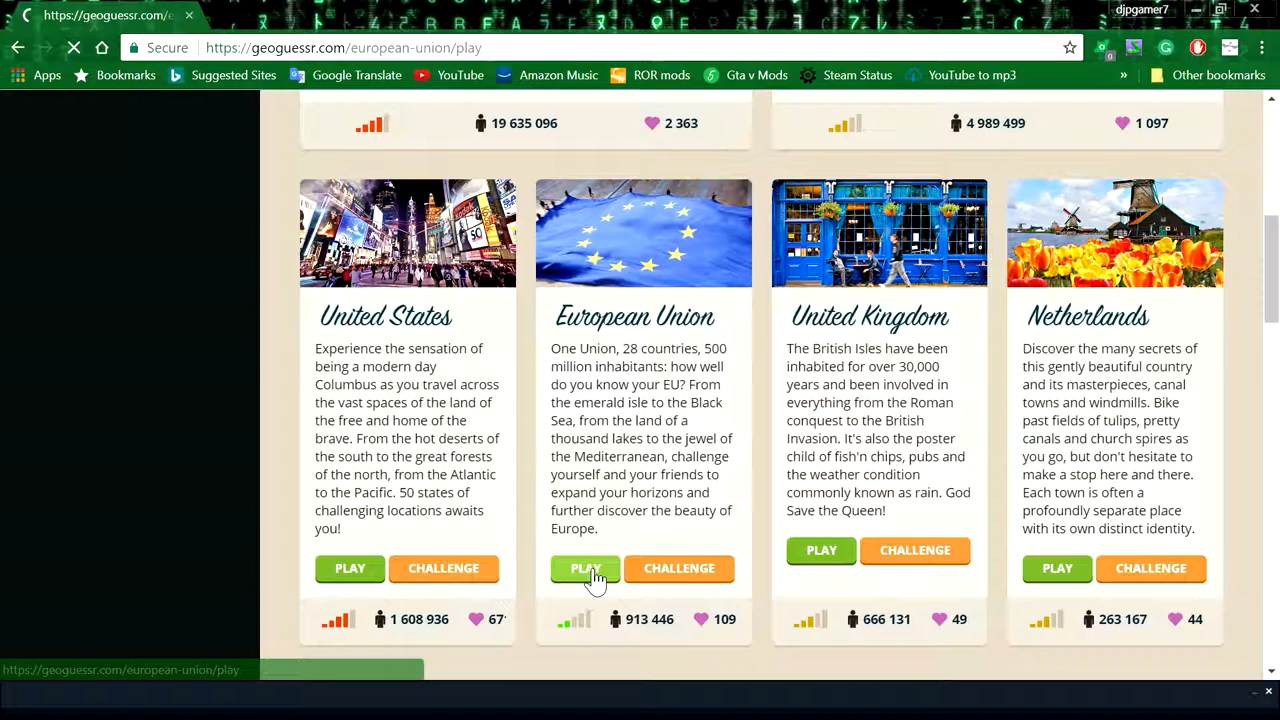 https://geoguessr.com/e
djpgamer7
Secure
https://geoguessr.com/european-union/play
Apps
Bookmarks
Suggested Sites
Google Translate
YouTube
Amazon Music
ROR mods
Gta v Mods
Steam Status
YouTube to mp3
»
Other bookmarks
19 635 096
2 363
4 989 499
1 097
United States
Experience the sensation of
being a modern day
Columbus as you travel across
the vast spaces of the land of
the free and home of the
brave. From the hot deserts of
the south to the great forests
of the north, from the Atlantic
to the Pacific. 50 states of
challenging locations awaits
you!
PLAY
CHALLENGE
1 608 936
67
European Union
One Union, 28 countries, 500
million inhabitants: how well
do you know your EU? From
the emerald isle to the Black
Sea, from the land of a
thousand lakes to the jewel of
the Mediterranean, challenge
yourself and your friends to
expand your horizons and
further discover the beauty of
Europe.
PLAY
CHALLENGE
913 446
109
United Kingdom
The British Isles have been
inhabited for over 30,000
years and been involved in
everything from the Roman
conquest to the British
Invasion. It's also the poster
child of fish'n chips, pubs and
the weather condition
commonly known as rain. God
Save the Queen!
PLAY
CHALLENGE
666 131
49
Netherlands
Discover the many secrets of
this gently beautiful country
and its masterpieces, canal
towns and windmills. Bike
past fields of tulips, pretty
canals and church spires as
you go, but don't hesitate to
make a stop here and there.
Each town is often a
profoundly separate place
with its own distinct identity.
PLAY
CHALLENGE
263 167
44
https://geoguessr.com/european-union/play